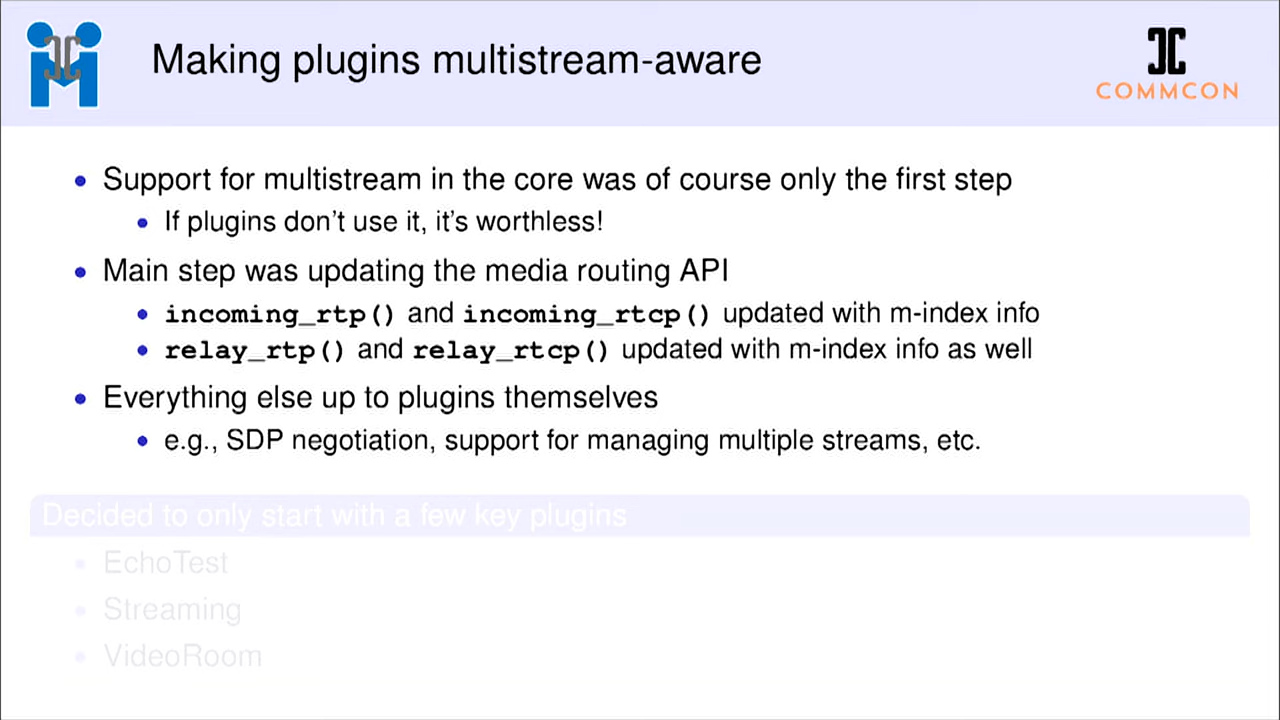 Making plugins multistream-aware
COMMCON
Support for multistream in the core was of course only the first step
If plugins don't use it, it's worthless!
Main step was updating the media routing API
incoming_rtp() and incoming_rtcp() updated with m-index info
relay_rtp() and relay_rtcp() updated with m-index info as well
Everything else up to plugins themselves
e.g., SDP negotiation, support for managing multiple streams, etc.
Decided to only start with a few key plugins
EchoTest
Streaming
VideoRoom